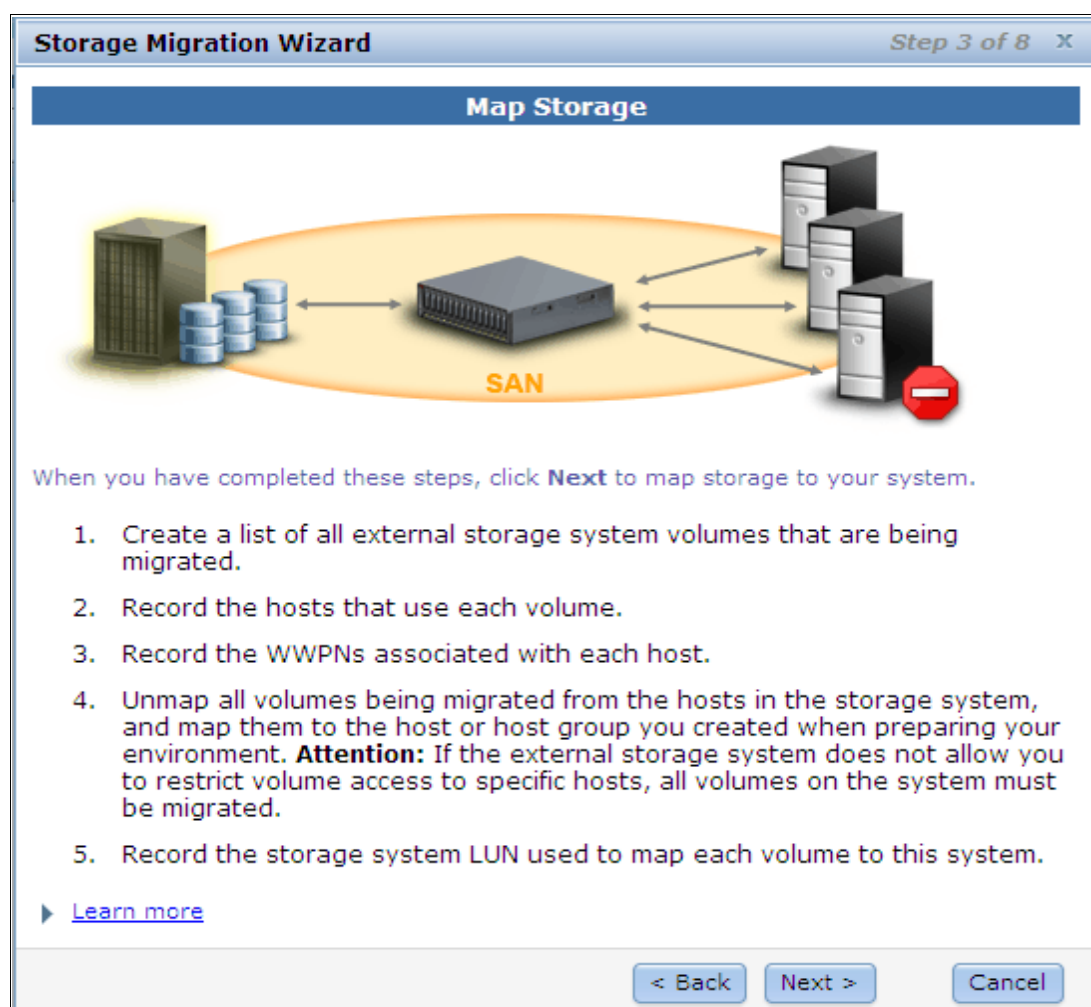 Storage Migration Wizard
Step 3 of 8 X
Map Storage
SAN
When you have completed these steps, click Next to map storage to your system.
1. Create a list of all external storage system volumes that are being
migrated.
2. Record the hosts that use each volume.
3. Record the WWPNs associated with each host.
4. Unmap all volumes being migrated from the hosts in the storage system,
and map them to the host or host group you created when preparing your
environment. Attention: If the external storage system does not allow you
to restrict volume access to specific hosts, all volumes on the system must
be migrated.
5. Record the storage system LUN used to map each volume to this system.
Learn more
< Back Next > Cancel